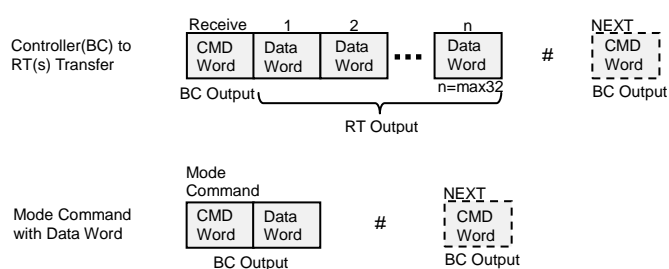 Receive 1 2 n NEXT
Controller(BC) to
RT(s) Transfer
CMD Data Data Data # CMD
Word Word Word ... Word Word
n=max32
BC Output BC Output
RT Output
Mode
Command NEXT
Mode Command
with Data Word
CMD Data # CMD
Word Word Word
BC Output BC Output